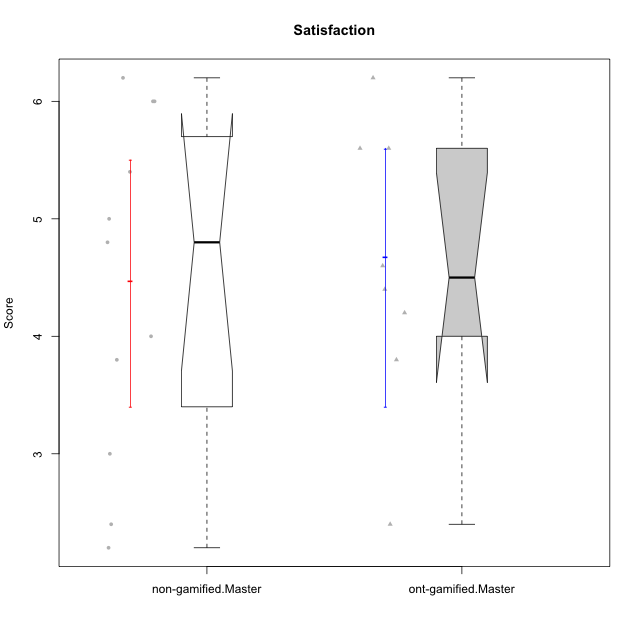 Satisfaction
Score
6
5
4
3
non-gamified.Master
ont-gamified.Master